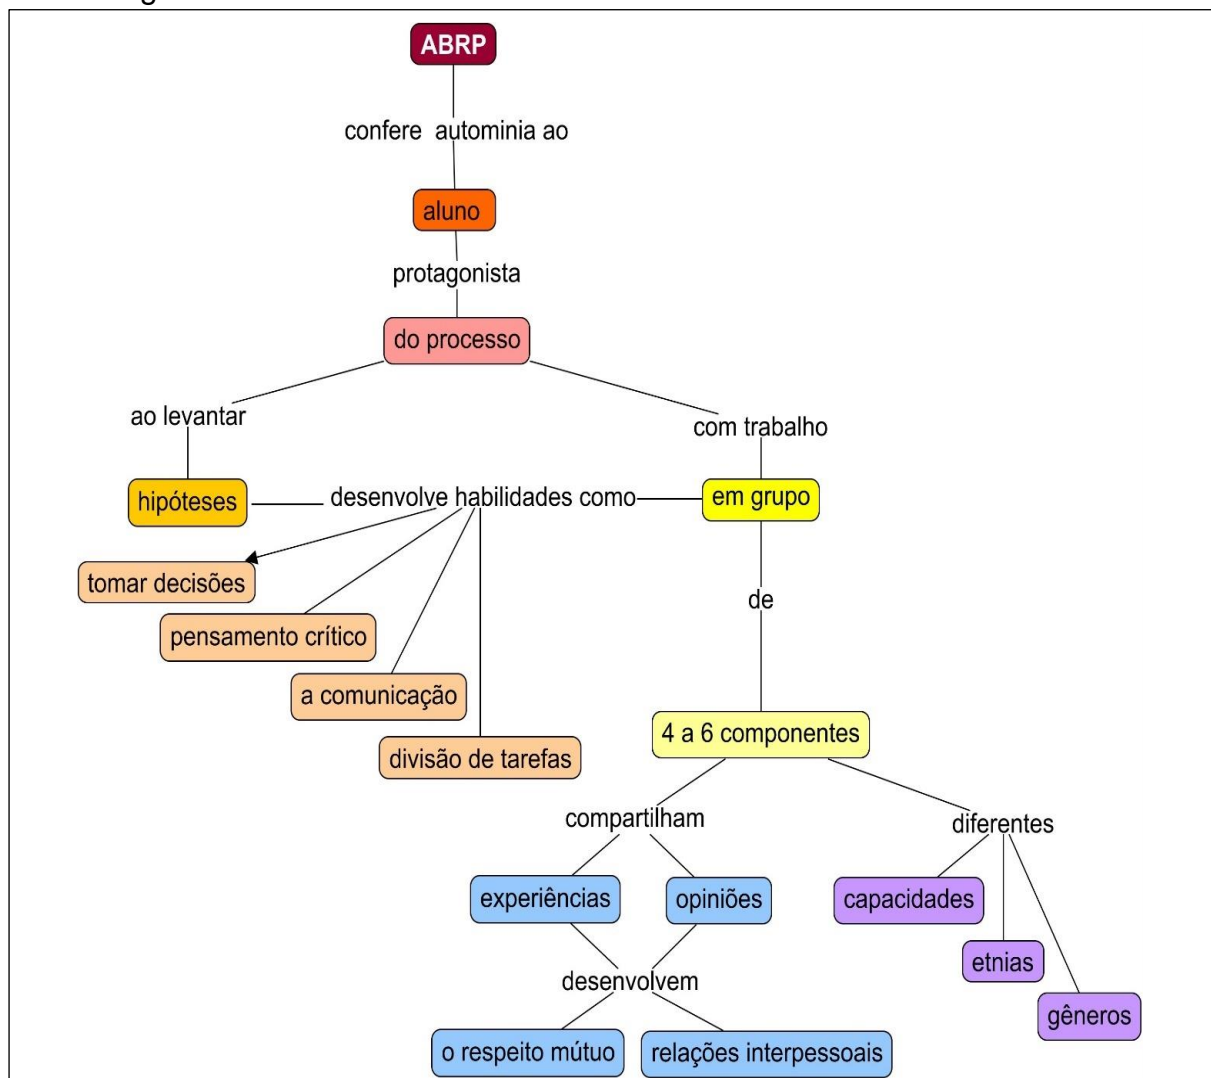 ABRP
confere autominia ao
aluno
protagonista
do processo
ao levantar
com trabalho
hipóteses
desenvolve habilidades como
em grupo
tomar decisões
pensamento crítico
a comunicação
divisão de tarefas
de
4 a 6 componentes
compartilham
diferentes
experiências
opiniões
capacidades
etnias
gêneros
desenvolvem
o respeito mútuo
relações interpessoais